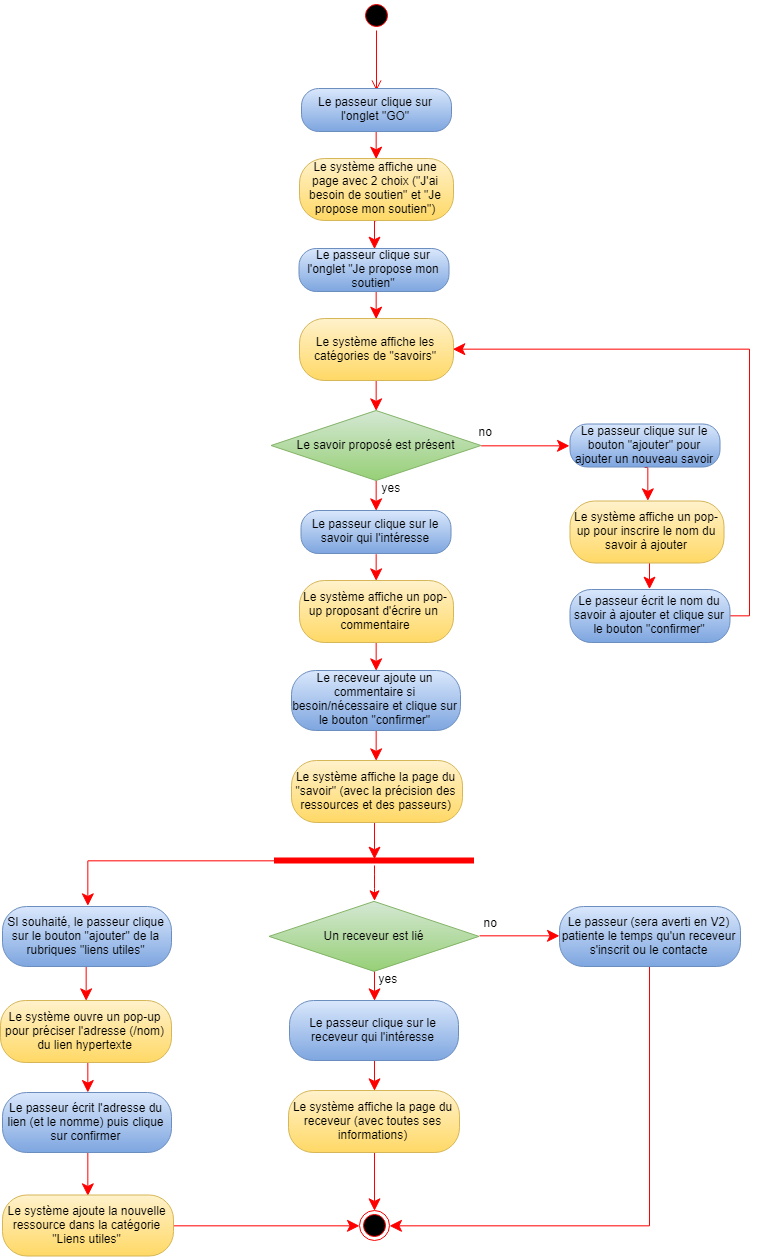 Le passeur clique sur
l'onglet "GO"
Le système affiche une
page avec 2 choix ("J'ai
besoin de soutien" et "Je
propose mon soutien")
Le passeur clique sur
l'onglet "Je propose mon
soutien"
Le système affiche les
catégories de "savoirs"
Le savoir proposé est présent
no
yes
Le passeur clique sur le
bouton "ajouter" pour
ajouter un nouveau savoir
Le système affiche un pop-
up pour inscrire le nom du
savoir à ajouter
Le passeur écrit le nom du
savoir à ajouter et clique sur
le bouton "confirmer"
Le passeur clique sur le
savoir qui l'intéresse
Le système affiche un pop-
up proposant d'écrire un
commentaire
Le receveur ajoute un
commentaire si
besoin/nécessaire et clique sur
le bouton "confirmer"
Le système affiche la page du
"savoir" (avec la précision des
ressources et des passeurs)
SI souhaité, le passeur clique
sur le bouton "ajouter" de la
rubriques "liens utiles"
Le système ouvre un pop-up
pour préciser l'adresse (/nom)
du lien hypertexte
Le passeur écrit l'adresse du
lien (et le nomme) puis clique
sur confirmer
Le système ajoute la nouvelle
ressource dans la catégorie
"Liens utiles"
Un receveur est lié
no
yes
Le passeur clique sur le
receveur qui l'intéresse
Le système affiche la page du
receveur (avec toutes ses
informations)
Le passeur (sera averti en V2)
patiente le temps qu'un receveur
s'inscrit ou le contacte